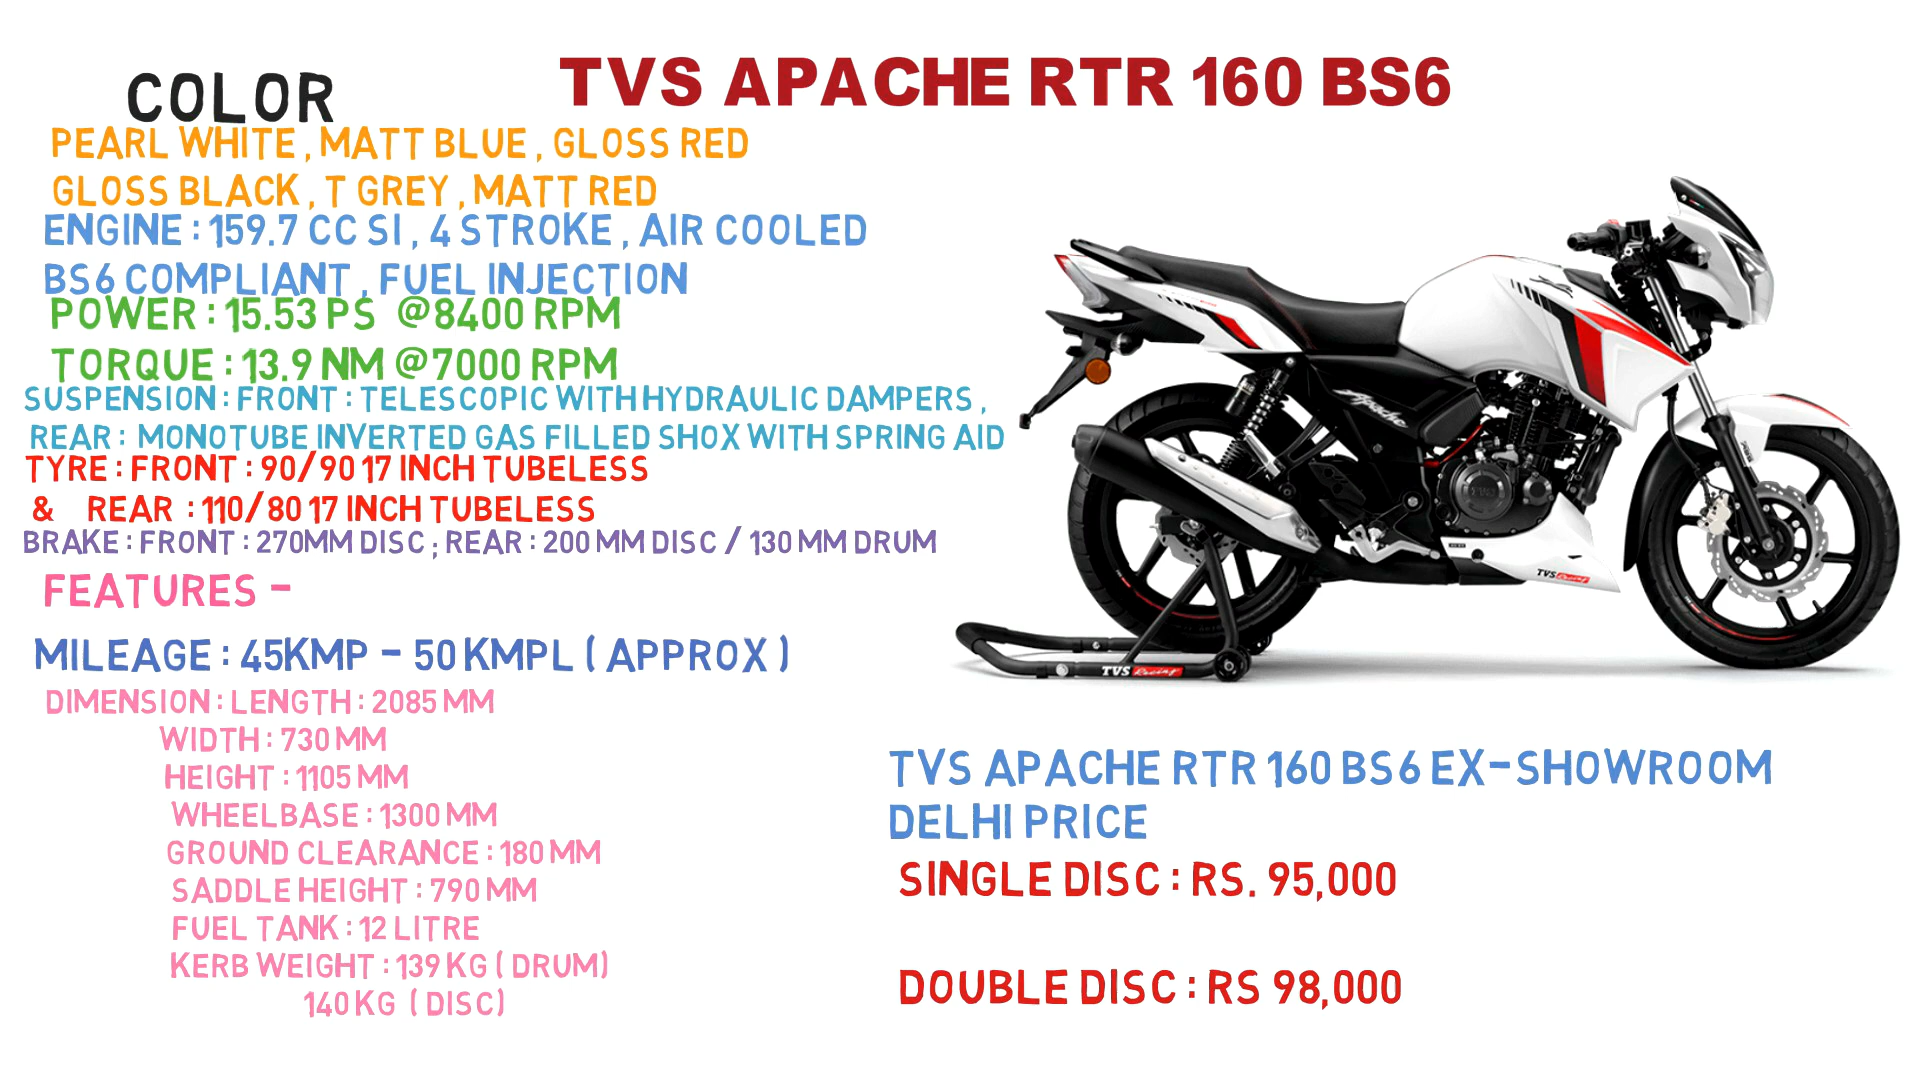 TVS APACHE RTR 160 BS6
COLOR
PEARL WHITE , MATT BLUE , GLOSS RED
GLOSS BLACK , T GREY , MATT RED
ENGINE : 159.7 CC SI , 4 STROKE , AIR COOLED
BS6 COMPLIANT , FUEL INJECTION
POWER : 15.53 PS @8400 RPM
TORQUE : 13.9 NM @7000 RPM
SUSPENSION : FRONT : TELESCOPIC WITH HYDRAULIC DAMPERS ,
REAR : MONOTUBE INVERTED GAS FILLED SHOX WITH SPRING AID
TYRE : FRONT : 90/90 17 INCH TUBELESS
& REAR : 110/80 17 INCH TUBELESS
BRAKE : FRONT : 270MM DISC ; REAR : 200 MM DISC / 130 MM DRUM
FEATURES -
MILEAGE : 45KMP - 50 KMPL ( APPROX )
DIMENSION : LENGTH : 2085 MM
WIDTH : 730 MM
HEIGHT : 1105 MM
WHEELBASE : 1300 MM
GROUND CLEARANCE : 180 MM
SADDLE HEIGHT : 790 MM
FUEL TANK : 12 LITRE
KERB WEIGHT : 139 KG ( DRUM)
140 KG ( DISC)
Apache
TVS
TVS Racing
TVS Racing
TVS APACHE RTR 160 BS6 EX-SHOWROOM
DELHI PRICE
SINGLE DISC : RS. 95,000
DOUBLE DISC : RS 98,000